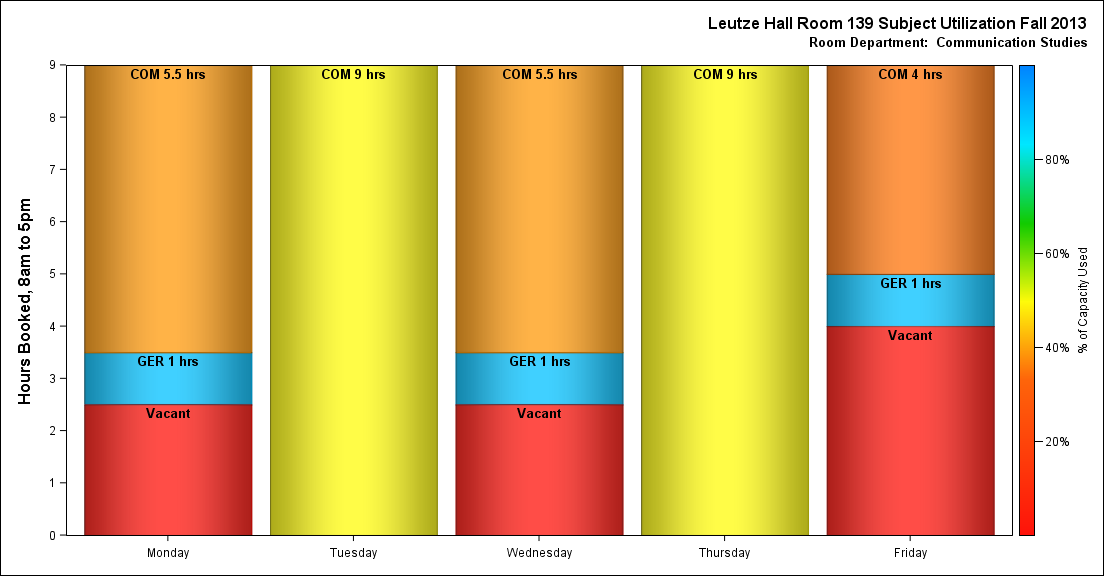 Leutze Hall Room 139 Subject Utilization Fall 2013
Room Department:  Communication Studies
Hours Booked, 8am to 5pm
9
8
7
6
5
4
3
2
1
0
COM 5.5 hrs
GER 1 hrs
Vacant
COM 9 hrs
COM 5.5 hrs
GER 1 hrs
Vacant
COM 9 hrs
COM 4 hrs
GER 1 hrs
Vacant
Monday
Tuesday
Wednesday
Thursday
Friday
80%
60%
40%
20%
% of Capacity Used